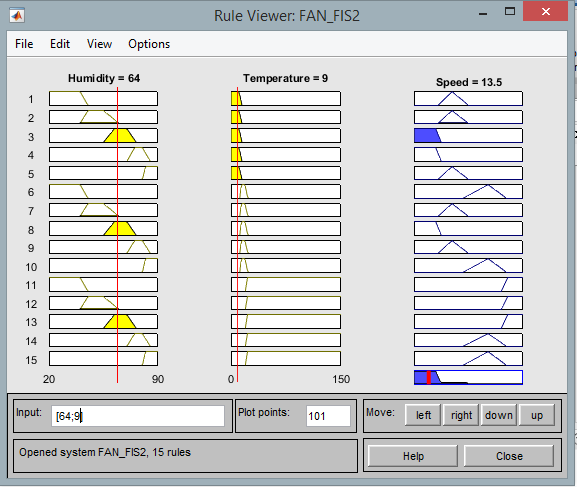 Rule Viewer: FAN_FIS2
File Edit View Options
Humidity = 64 Temperature = 9 Speed = 13.5
1
2
3
4
5
6
7
8
9
10
11
12
13
14
15
20 90 0 150
Input: [64;9] Plot points: 101 Move: left right down up
Opened system FAN_FIS2, 15 rules Help Close